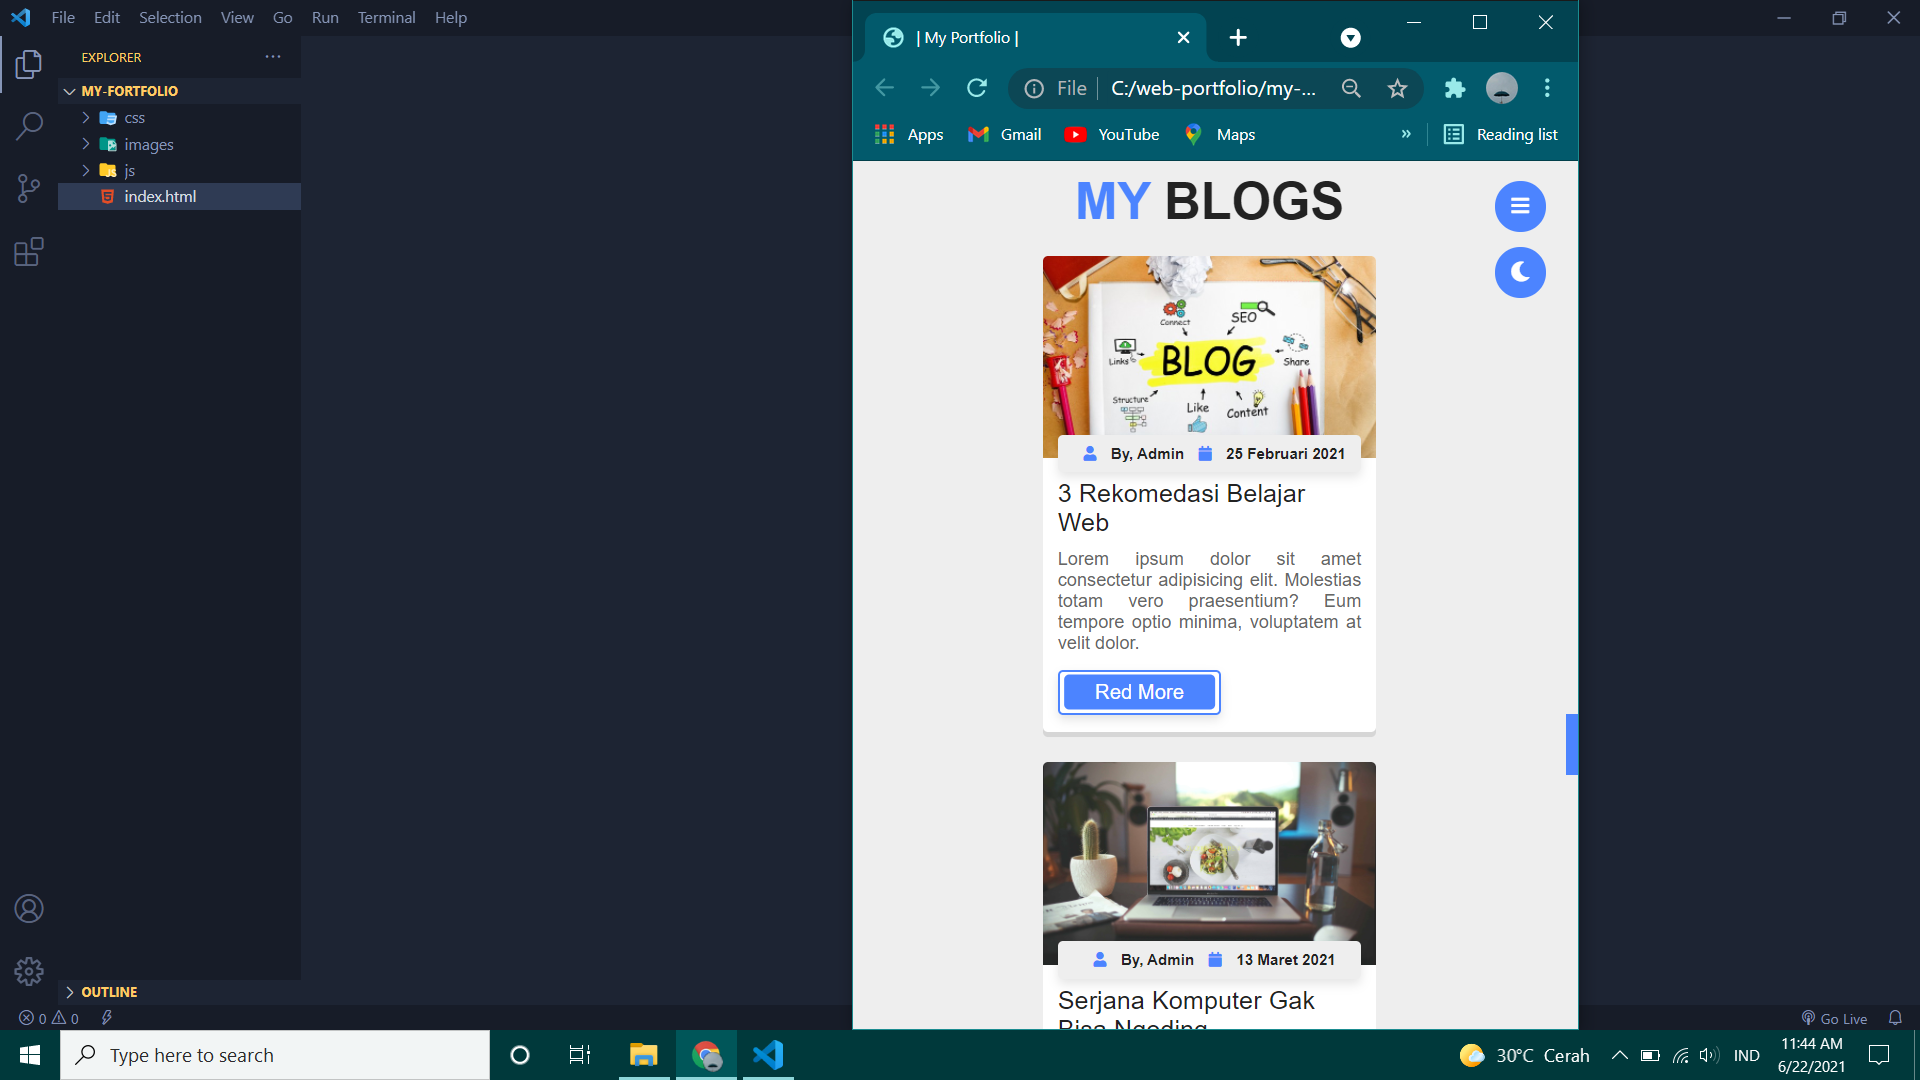 File Edit Selection View Go Run Terminal Help
EXPLORER
MY-FORTFOLIO
css
images
js
index.html
OUTLINE
0 0
Go Live
| My Portfolio |
File C:/web-portfolio/my-...
Apps Gmail YouTube Maps » Reading list
MY BLOGS
Connect
SEO
Links
BLOG
Share
Structure
Like
Content
By, Admin 25 Februari 2021
3 Rekomedasi Belajar
Web
Lorem ipsum dolor sit amet
consectetur adipisicing elit. Molestias
totam vero praesentium? Eum
tempore optio minima, voluptatem at
velit dolor.
Red More
By, Admin 13 Maret 2021
Serjana Komputer Gak
Bisa Ngoding
Type here to search
30°C Cerah
IND
11:44 AM
6/22/2021